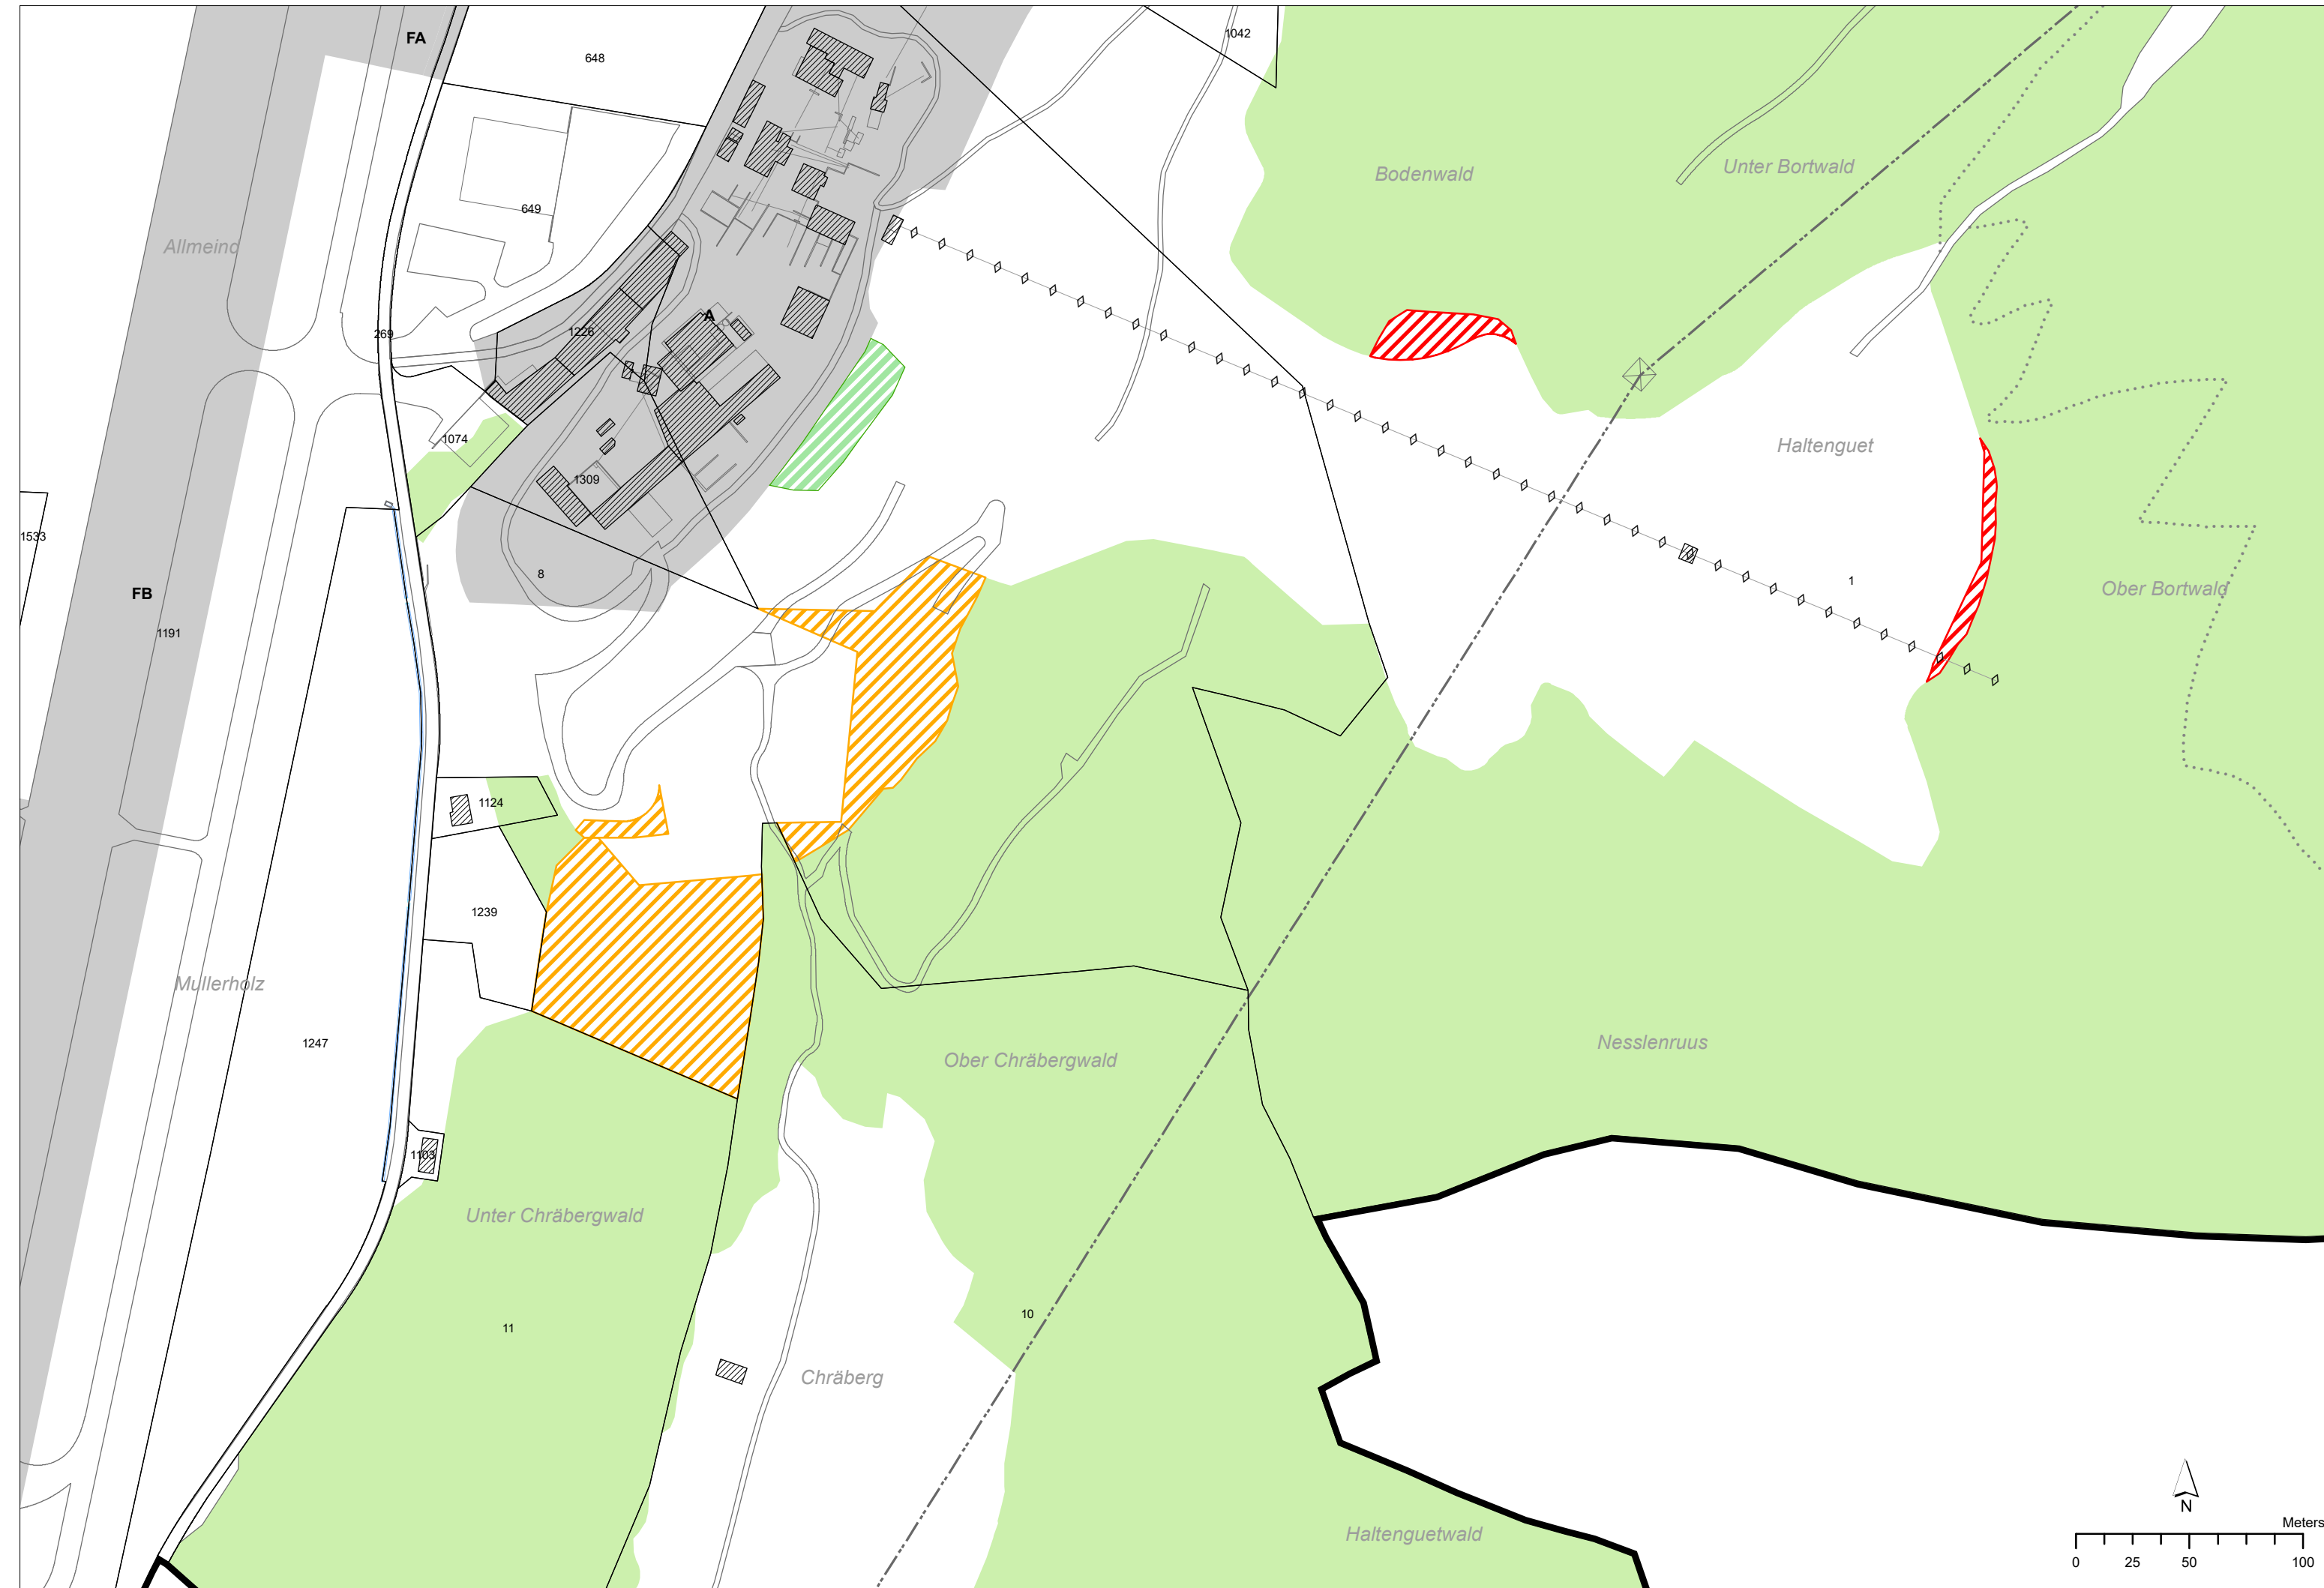 FA
648
1042
Bodenwald
Unter Bortwald
649
Allmeind
A
269
1226
1074
Haltenguet
1309
1533
8
1
FB
Ober Bortwald
1191
1124
1239
Mullerholz
1247
Nesslenruus
Ober Chräbergwald
1103
Unter Chräbergwald
10
11
Chräberg
N
Haltenguetwald
Meters
0 25 50 100